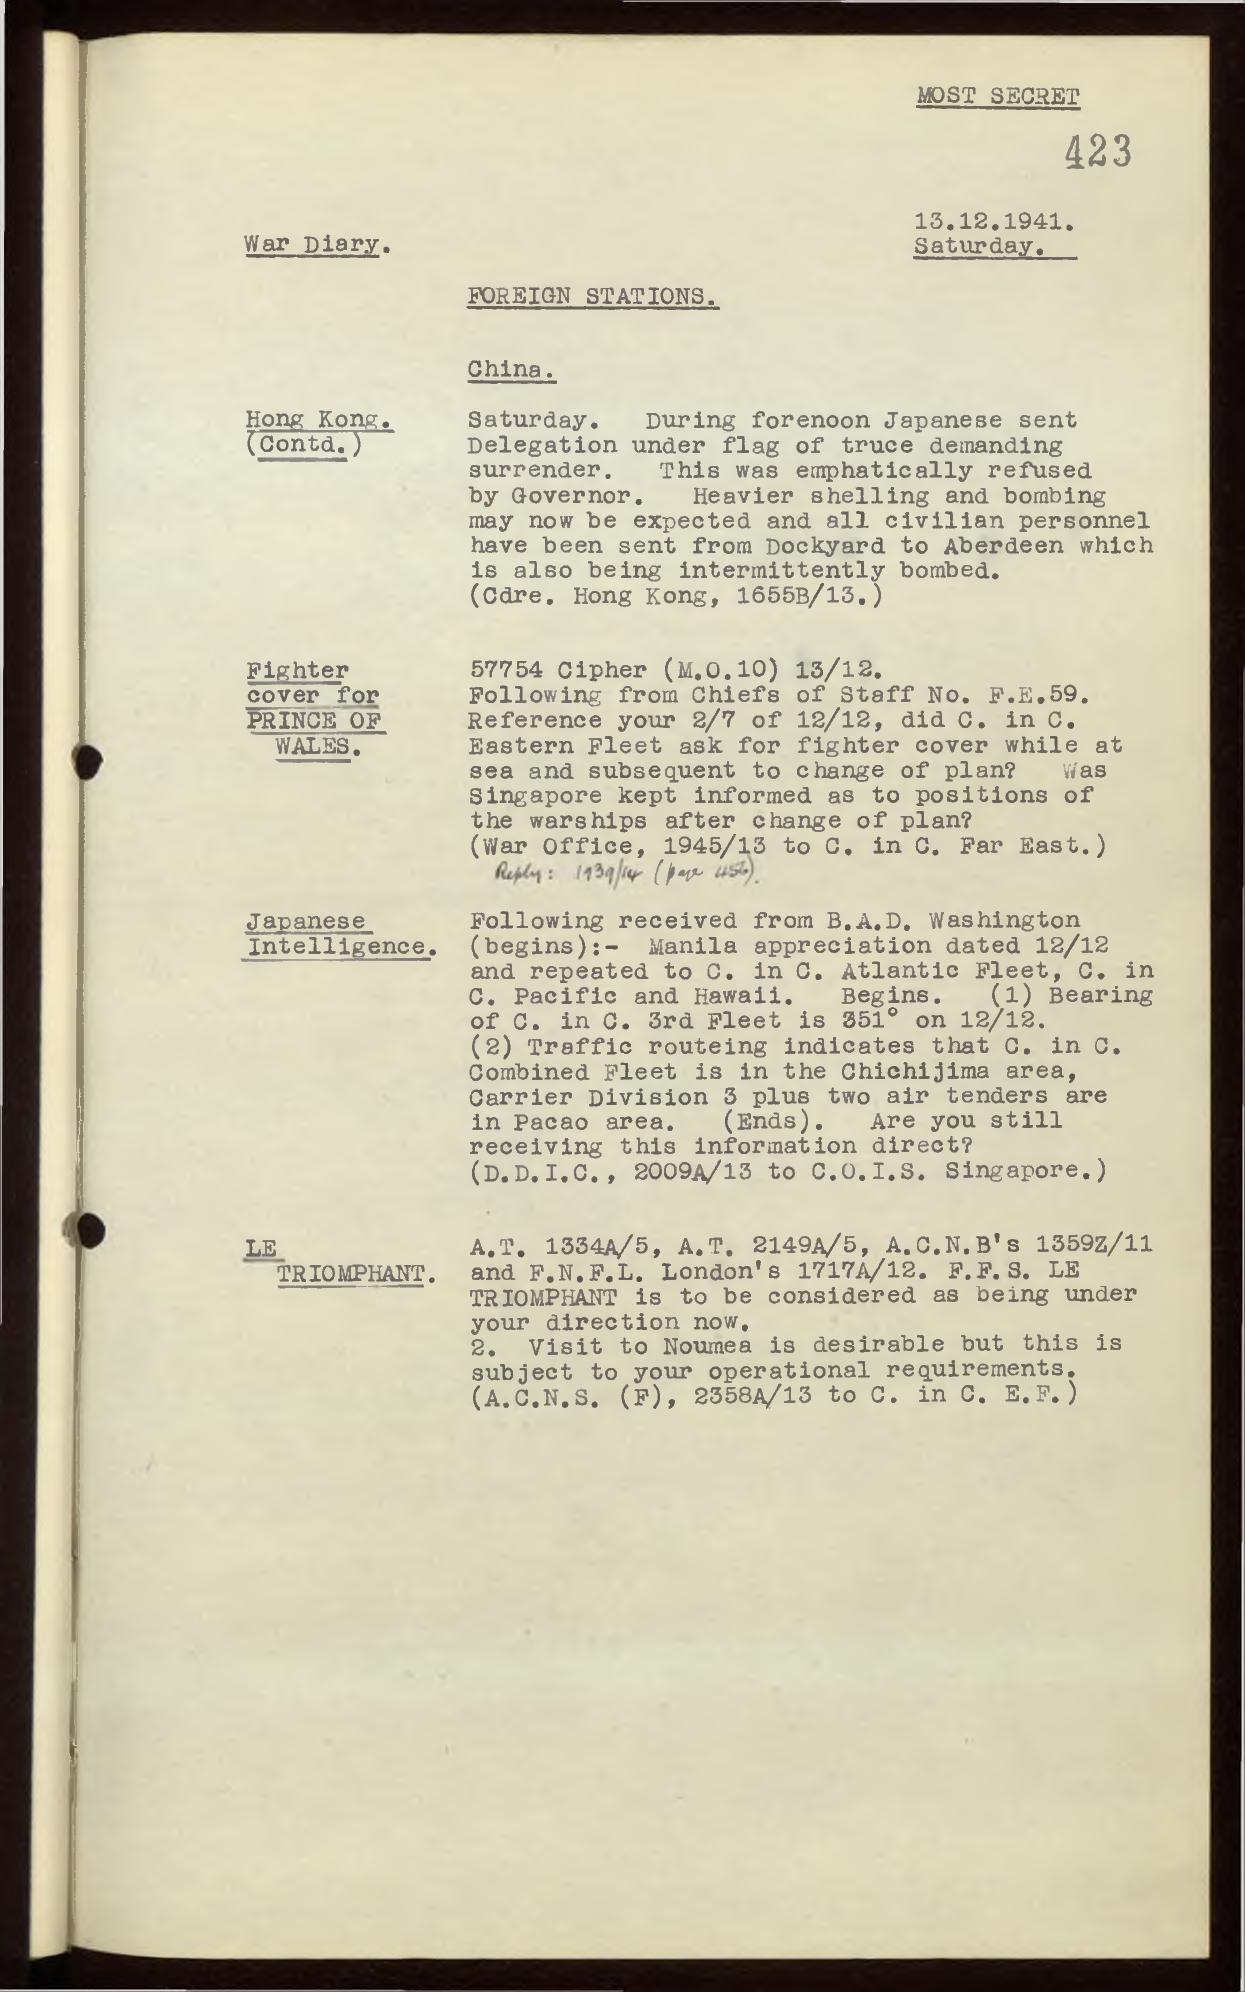 MOST SECRET
423
13.12.1941.
War Diary.
Saturday.
FOREIGN STATIONS.
China.
Hong Kong.
(Contd.)
Saturday. During forenoon Japanese sent
Delegation under flag of truce demanding
surrender. This was emphatically refused
by Governor. Heavier shelling and bombing
may now be expected and all civilian personnel
have been sent from Dockyard to Aberdeen which
is also being intermittently bombed.
(Cdre. Hong Kong, 1655B/13.)
Fighter
cover for
PRINCE OF
WALES.
57754 Cipher (M.O.10) 13/12.
Following from Chiefs of Staff No. F.E.59.
Reference your 2/7 of 12/12, did C. in C.
Eastern Fleet ask for fighter cover while at
sea and subsequent to change of plan? Was
Singapore kept informed as to positions of
the warships after change of plan?
(War Office, 1945/13 to C. in C. Far East.)
Reply: 1939/14 (page 456).
Japanese
Intelligence.
Following received from B.A.D. Washington
(begins):- Manila appreciation dated 12/12
and repeated to C. in C. Atlantic Fleet, C. in
C. Pacific and Hawaii. Begins. (1) Bearing
of C. in C. 3rd Fleet is 351° on 12/12.
(2) Traffic routeing indicates that C. in C.
Combined Fleet is in the Chichijima area,
Carrier Division 3 plus two air tenders are
in Pacao area. (Ends). Are you still
receiving this information direct?
(D.D.I.C., 2009A/13 to C.O.I.S. Singapore.)
LE
TRIOMPHANT.
A.T. 1334A/5, A.T. 2149A/5, A.C.N.B's 1359Z/11
and F.N.F.L. London's 1717A/12. F.F.S. LE
TRIOMPHANT is to be considered as being under
your direction now.
2. Visit to Noumea is desirable but this is
subject to your operational requirements.
(A.C.N.S. (F), 2358A/13 to C. in C. E.F.)